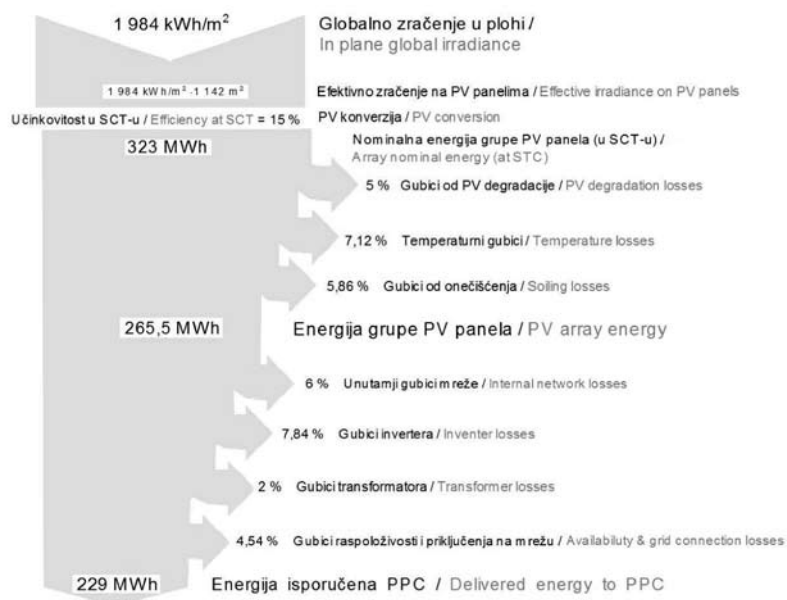 1 984 kWh/m² Globalno zračenje u plohi /
In plane global irradiance
1 984 kWh/m² ·1 142 m² Efektivno zračenje na PV panelima / Effective irradiance on PV panels
Učinkovitost u SCT-u / Efficiency at SCT = 15 % PV konverzija / PV conversion
323 MWh Nominalna energija grupe PV panela (u SCT-u) /
Array nominal energy (at STC)
5 % Gubici od PV degradacije / PV degradation losses
7,12 % Temperaturni gubici / Temperature losses
5,86 % Gubici od onečišćenja / Soiling losses
265,5 MWh Energija grupe PV panela / PV array energy
6 % Unutarnji gubici mreže / Internal network losses
7,84 % Gubici invertera / Inventer losses
2 % Gubici transformatora / Transformer losses
4,54 % Gubici raspoloživosti i priključenja na mrežu / Availabiluty & grid connection losses
229 MWh Energija isporučena PPC / Delivered energy to PPC